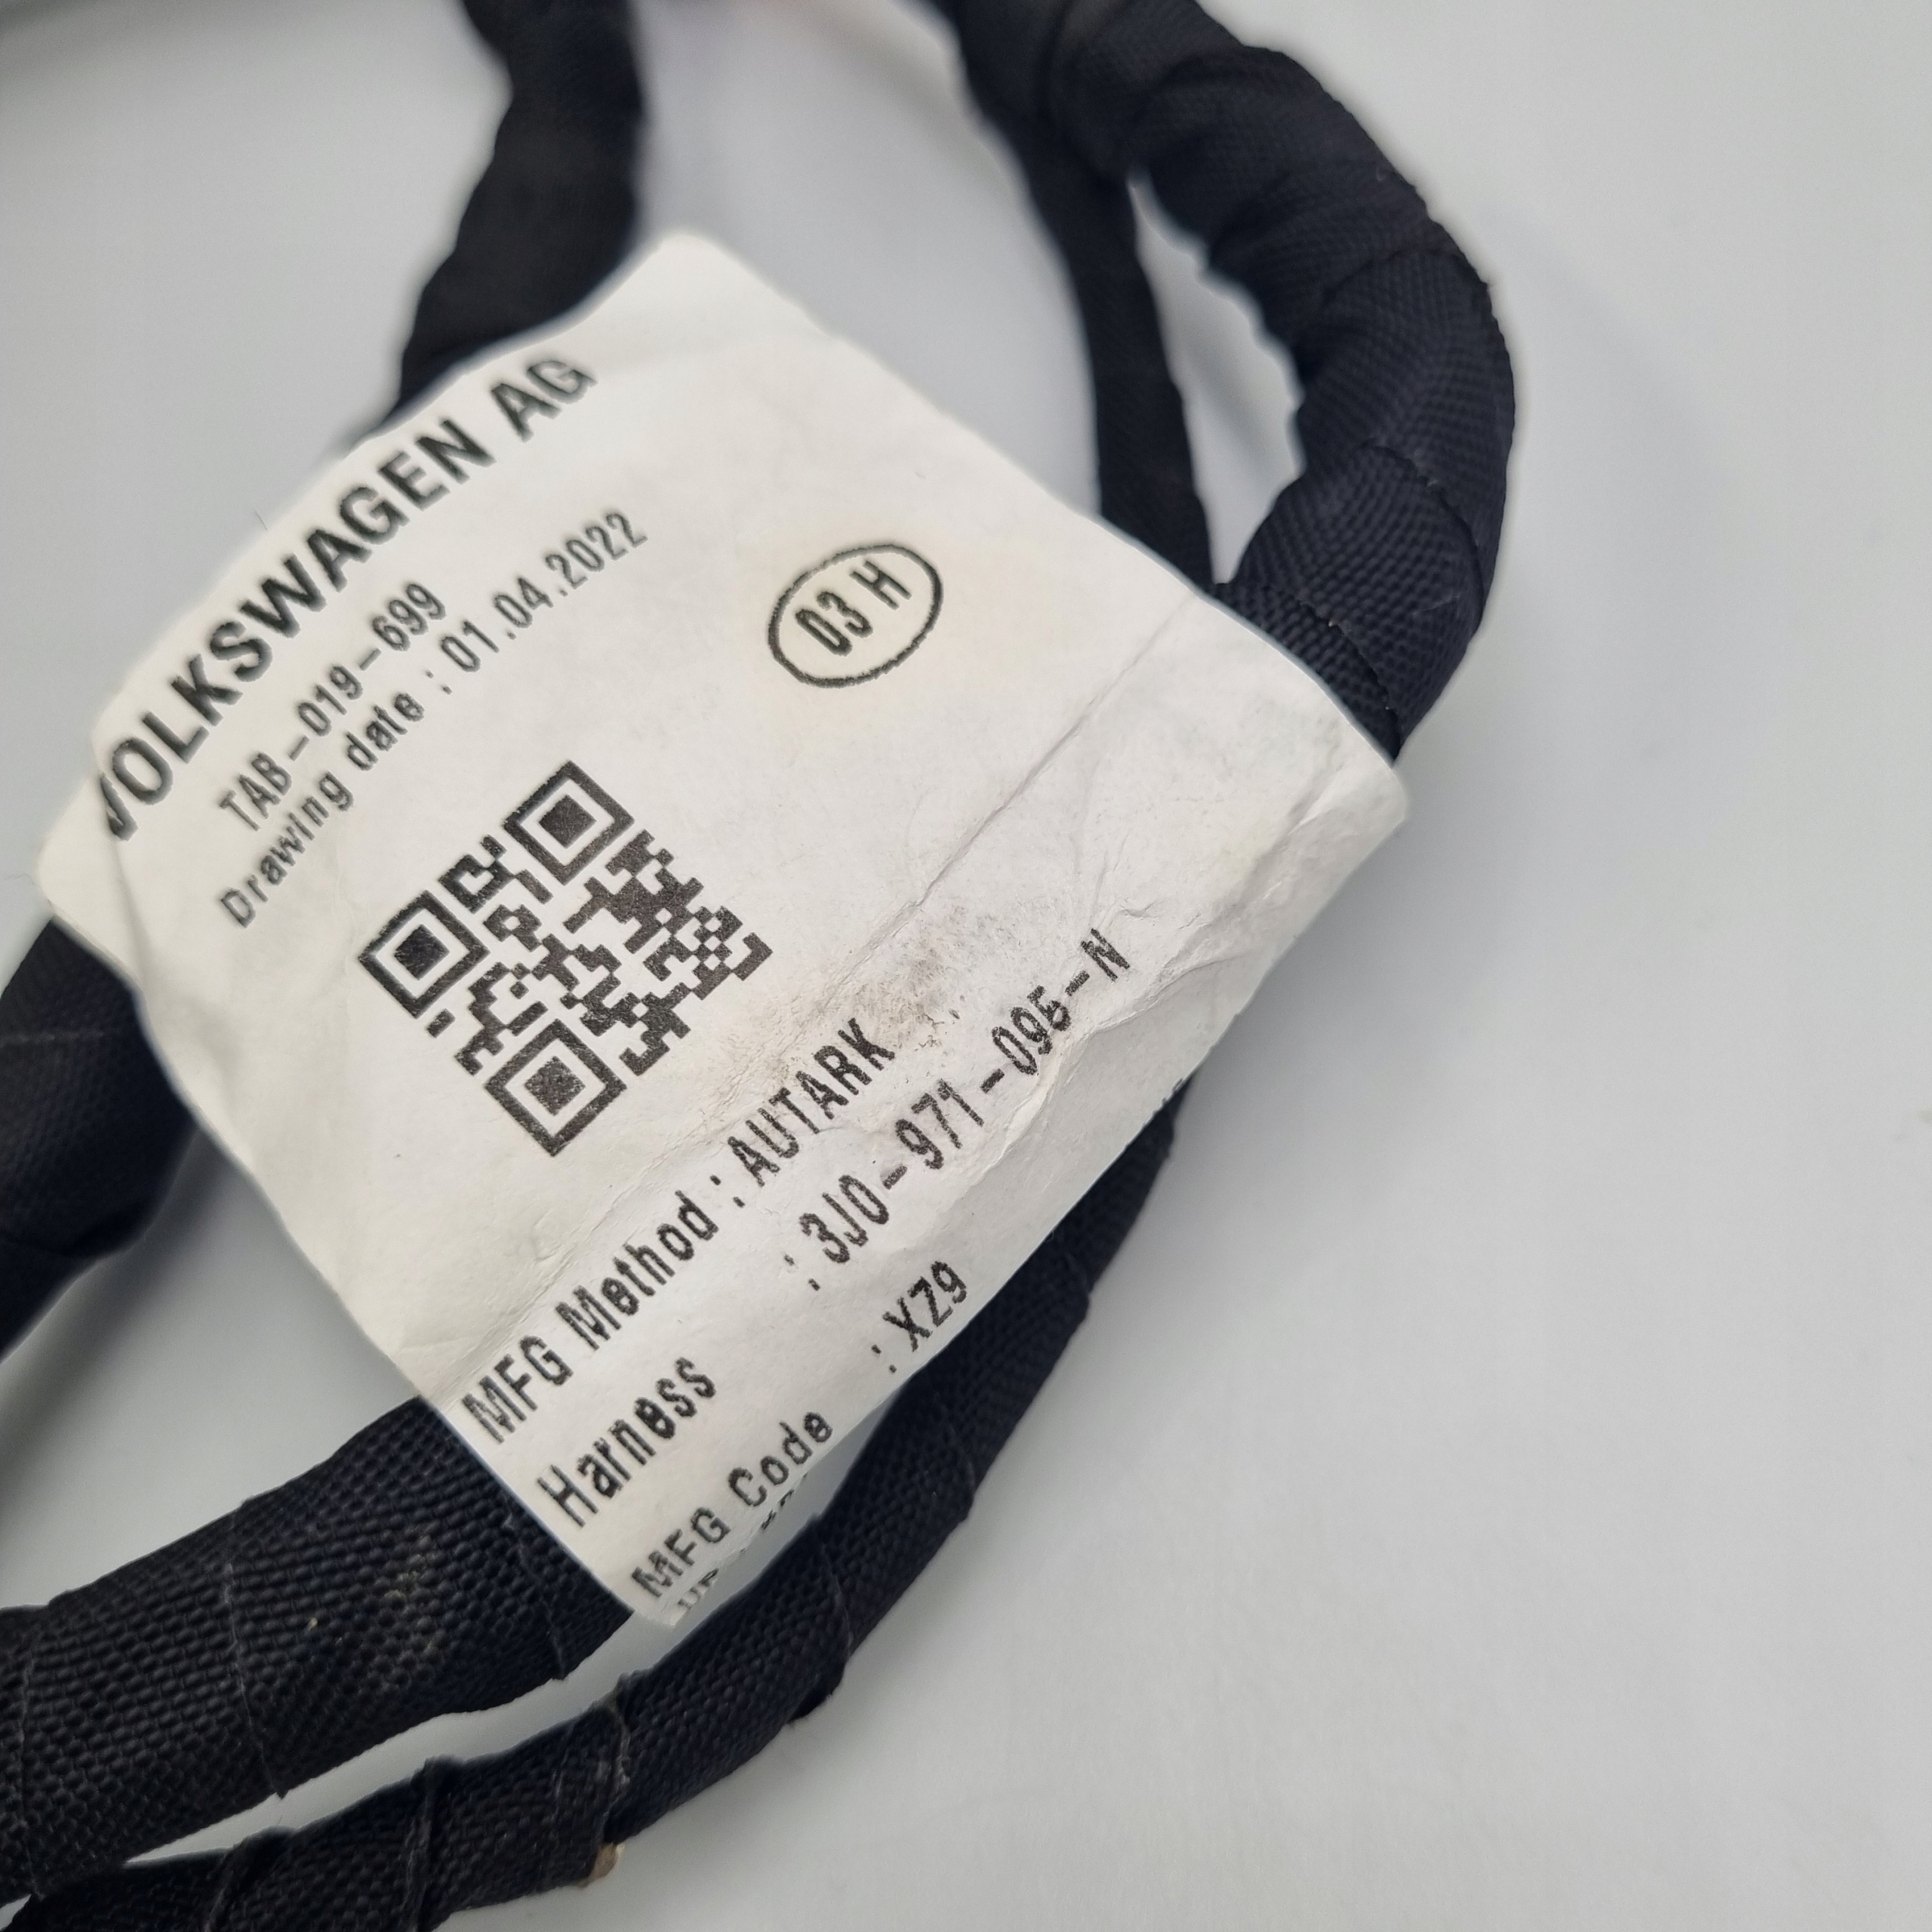 VOLKSWAGEN AG
TAB-019-699
Drawing date : 01.04.2022
03 H
MFG Method : AUTARK
Harness : 3J0-971-095-N
MFG Code : XZ9